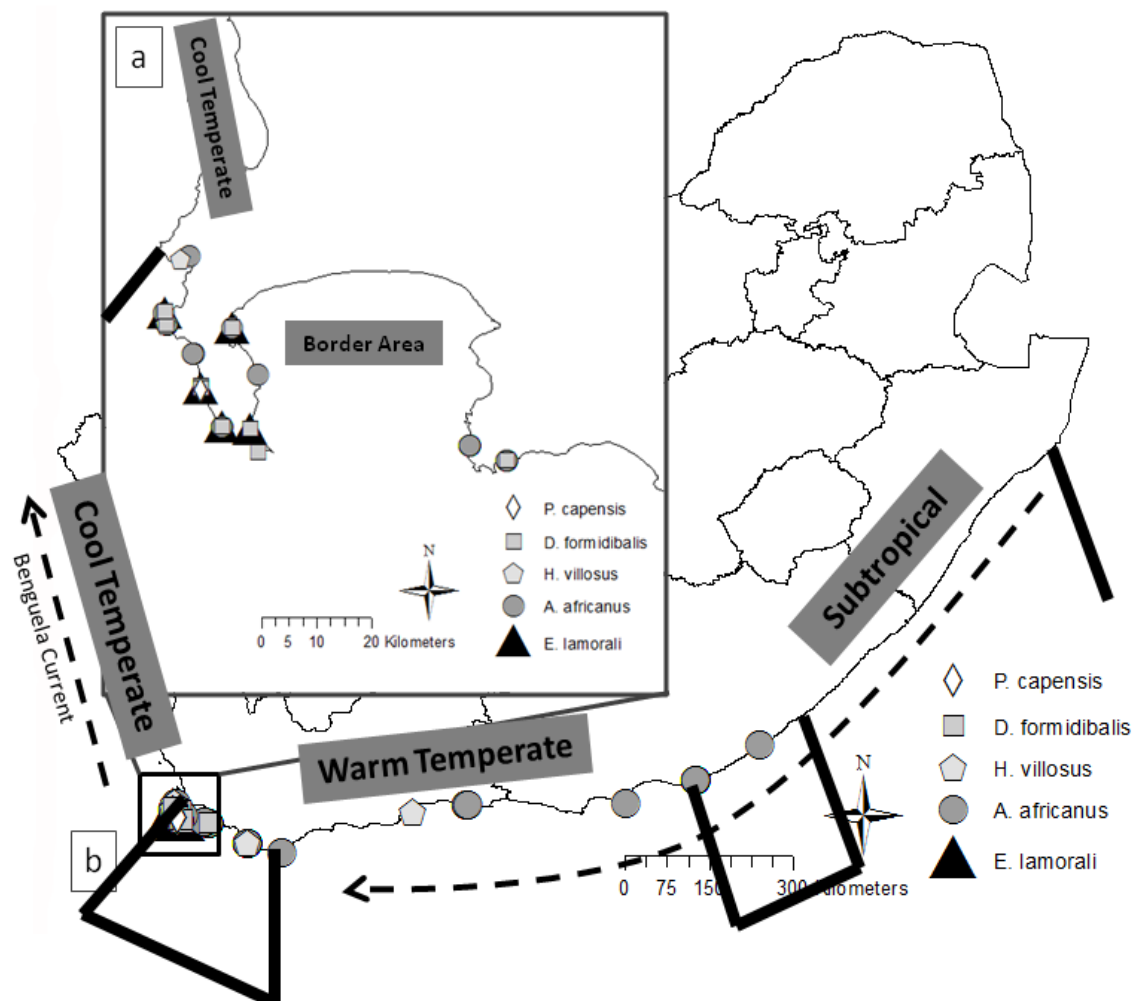 a
Cool Temperate
Border Area
P. capensis
D. formidibalis
H. villosus
A. africanus
E. lamorali
N
0 5 10 20 Kilometers
Cool Temperate
Benguela Current
Warm Temperate
Subtropical
P. capensis
D. formidibalis
H. villosus
A. africanus
E. lamorali
N
0 75 150 300 Kilometers
b